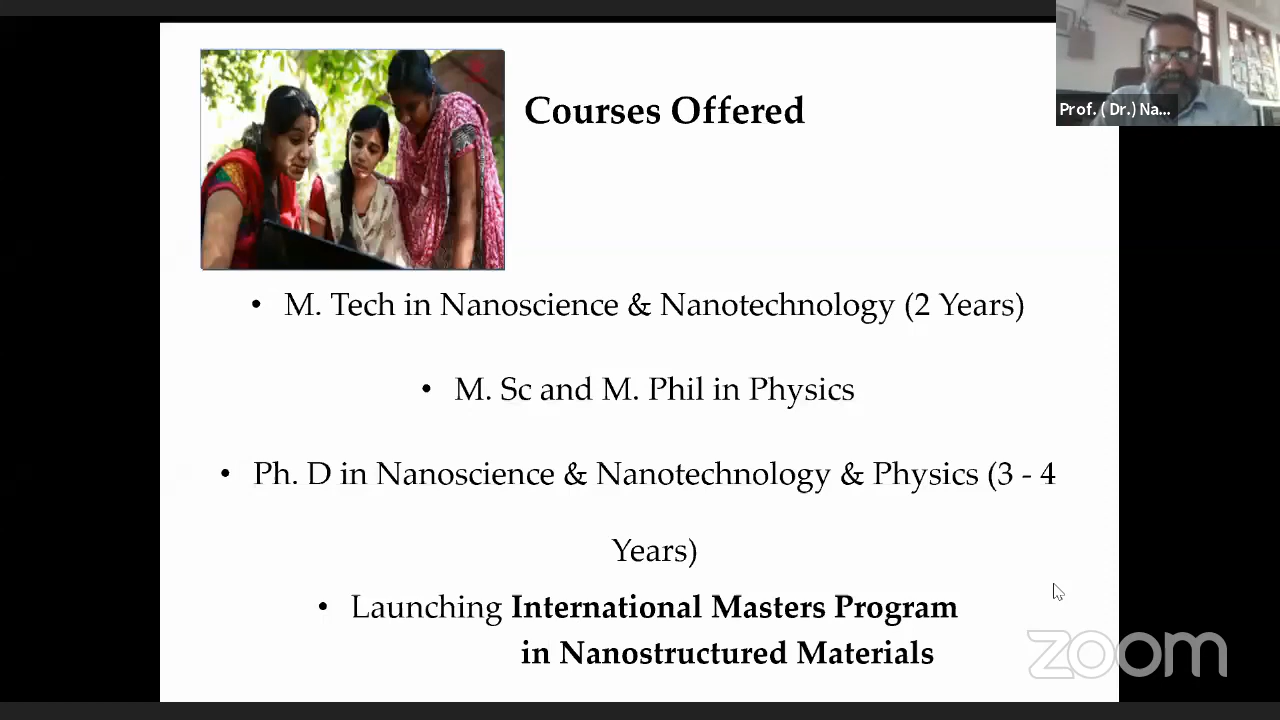 Courses Offered
Prof. ( Dr.) Na...
• M. Tech in Nanoscience & Nanotechnology (2 Years)
• M. Sc and M. Phil in Physics
• Ph. D in Nanoscience & Nanotechnology & Physics (3 - 4
Years)
• Launching International Masters Program
in Nanostructured Materials
zoom